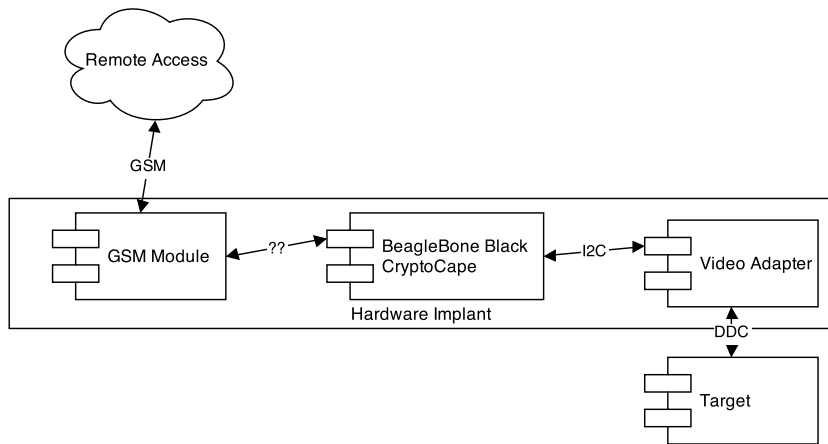 Remote Access
GSM
GSM Module
??
BeagleBone Black
CryptoCape
I2C
Video Adapter
Hardware Implant
DDC
Target